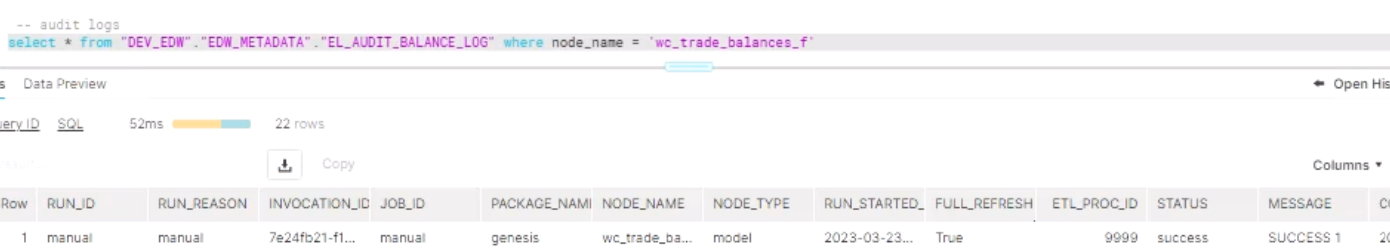 -- audit logs
select * from "DEV_EDW"."EDW_METADATA"."EL_AUDIT_BALANCE_LOG" where node_name = 'wc_trade_balances_f'
s Data Preview Open His
uery ID SQL 52ms 22 rows
Copy Columns
Row RUN_ID RUN_REASON INVOCATION_ID JOB_ID PACKAGE_NAM NODE_NAME NODE_TYPE RUN_STARTED_ FULL_REFRESH ETL_PROC_ID STATUS MESSAGE
1 manual manual 7e24fb21-f1... manual genesis wc_trade_ba... model 2023-03-23... True 9999 success SUCCESS 1